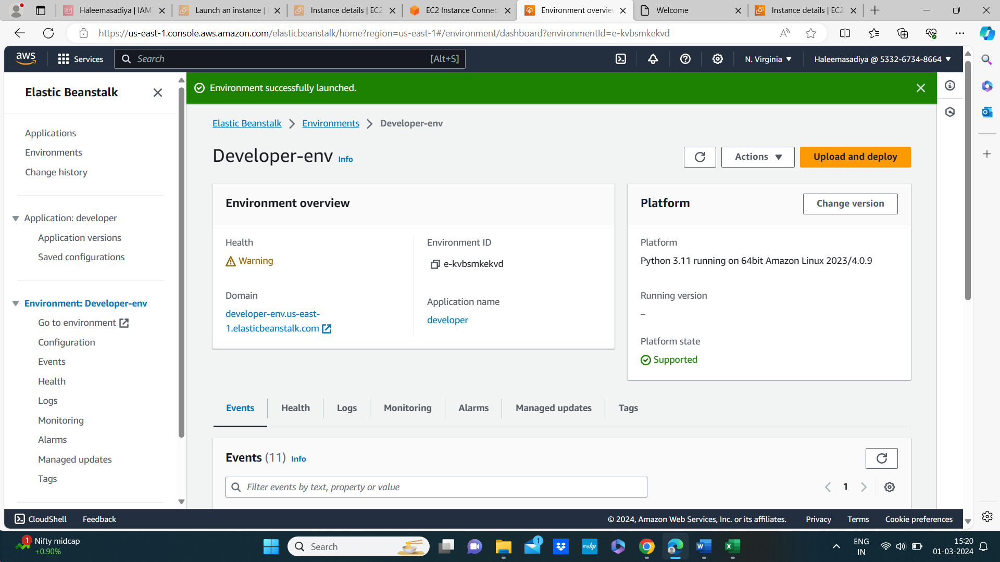 Haleemasadiya | IAM
Launch an instance |
Instance details | EC2
EC2 Instance Connec
Environment overvie
Welcome
Instance details | EC2
https://us-east-1.console.aws.amazon.com/elasticbeanstalk/home?region=us-east-1#/environment/dashboard?environmentId=e-kvbsmkekvd
aws
Services
Search
[Alt+S]
N. Virginia
Haleemasadiya @ 5332-6734-8664
Elastic Beanstalk
Applications
Environments
Change history
Application: developer
Application versions
Saved configurations
Environment: Developer-env
Go to environment
Configuration
Events
Health
Logs
Monitoring
Alarms
Managed updates
Tags
Environment successfully launched.
Elastic Beanstalk
Environments
Developer-env
Developer-env Info
Actions
Upload and deploy
Environment overview
Health
Warning
Domain
developer-env.us-east-
1.elasticbeanstalk.com
Environment ID
e-kvbsmkekvd
Application name
developer
Platform
Change version
Platform
Python 3.11 running on 64bit Amazon Linux 2023/4.0.9
Running version
–
Platform state
Supported
Events
Health
Logs
Monitoring
Alarms
Managed updates
Tags
Events (11) Info
Filter events by text, property or value
1
CloudShell
Feedback
© 2024, Amazon Web Services, Inc. or its affiliates.
Privacy
Terms
Cookie preferences
1
Nifty midcap
+0.90%
Search
1
myhp
ENG
IN
15:20
01-03-2024